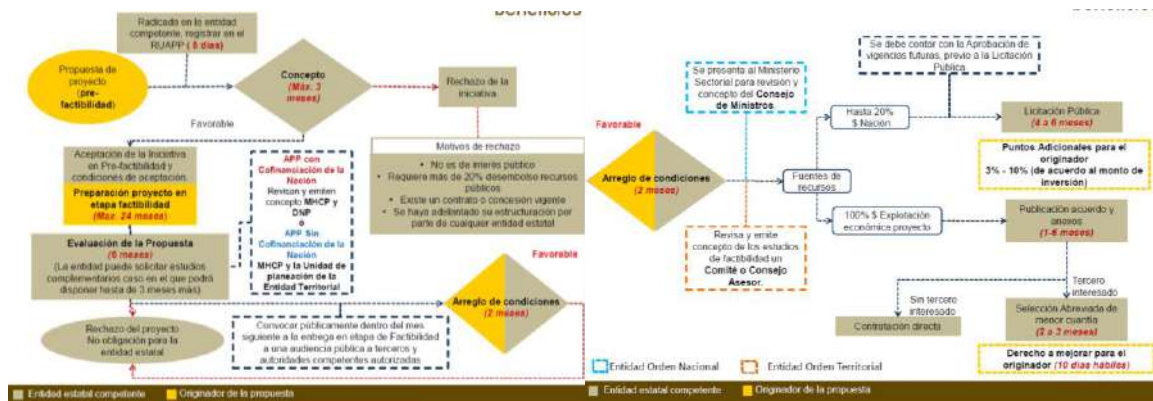 beneficios
Radicada en la entidad
competente, registrar en el
RUAPP ( 8 días)
Propuesta de
proyecto
(pre-
factibilidad)
Concepto
(Máx. 3
meses)
Rechazo de la
iniciativa
Favorable
Aceptación de la Iniciativa
en Pre-factibilidad y
condiciones de aceptación.
Preparación proyecto en
etapa factibilidad
(Max. 24 meses)
Evaluación de la Propuesta
(6 meses)
(La entidad puede solicitar estudios
complementarios caso en el que podrá
disponer hasta de 3 meses más)
APP con
Cofinanciación de la
Nación
Revisan y emiten
concepto MHCP y
DNP
ó
APP Sin
Cofinanciación de la
Nación
MHCP y la Unidad de
planeación de la
Entidad Territorial
Motivos de rechazo
• No es de interés público
• Requiere más de 20% desembolso recursos
públicos
• Existe un contrato o concesión vigente
• Se haya adelantado su estructuración por
parte de cualquier entidad estatal
Favorable
Arreglo de condiciones
(2 meses)
Rechazo del proyecto
No obligación para la
entidad estatal
Convocar públicamente dentro del mes
siguiente a la entrega en etapa de Factibilidad
a una audiencia pública a terceros y
autoridades competentes autorizadas
Entidad estatal competente
Originador de la propuesta
Se debe contar con la Aprobación de
vigencias futuras, previo a la Licitación
Pública
Se presenta al Ministerio
Sectorial para revisión y
concepto del Consejo
de Ministros
Hasta 20%
$ Nación
Licitación Pública
(4 a 6 meses)
Favorable
Arreglo de condiciones
(2 mesos)
Fuentes de
recursos
Puntos Adicionales para el
originador
3% - 10% (de acuerdo al monto de
inversión)
100% $ Explotación
económica proyecto
Publicación acuerdo y
anexos
(1-6 meses)
Revisa y emite
concepto de los estudios
de factibilidad un
Comité o Consejo
Asesor.
Tercero
interesado
Sin tercero
interesado
Contratación directa
Selección Abreviada de
menor cuantía
(2 a 3 meses)
Derecho a mejorar para el
originador (10 días hábiles)
Entidad Orden Nacional
Entidad Orden Territorial
Entidad estatal competente
Originador de la propuesta